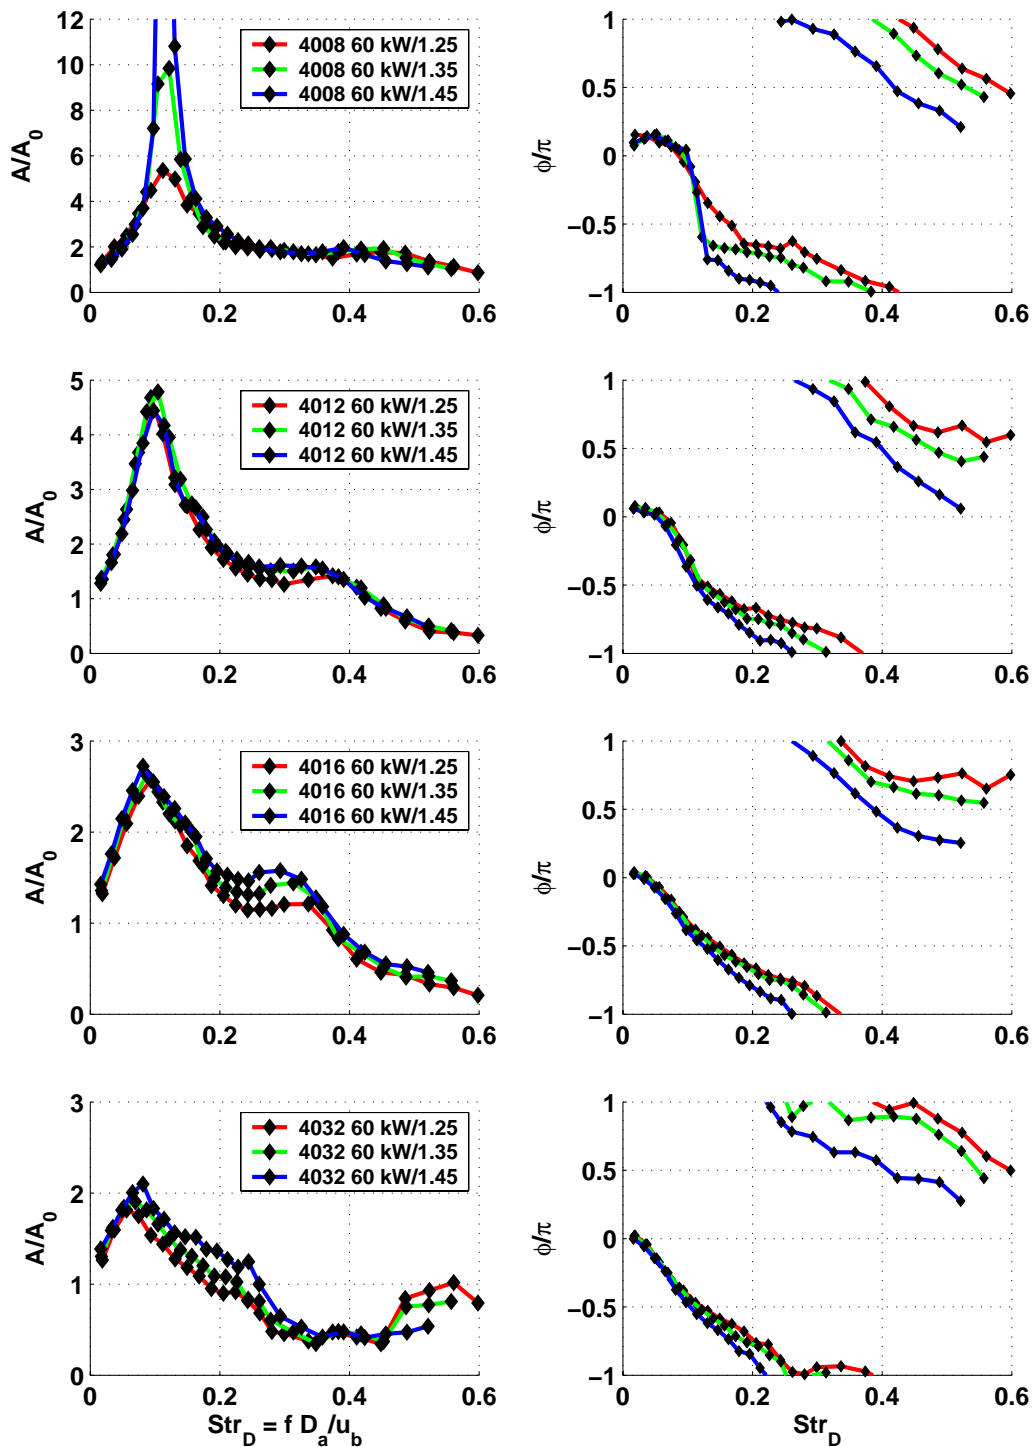 12
10
8
6
4
2
0
A/A0
0 0.2 0.4 0.6
4008 60 kW/1.25
4008 60 kW/1.35
4008 60 kW/1.45
1
0.5
0
−0.5
−1
ϕ/π
0 0.2 0.4 0.6
5
4
3
2
1
0
A/A0
0 0.2 0.4 0.6
4012 60 kW/1.25
4012 60 kW/1.35
4012 60 kW/1.45
1
0.5
0
−0.5
−1
ϕ/π
0 0.2 0.4 0.6
3
2
1
0
A/A0
0 0.2 0.4 0.6
4016 60 kW/1.25
4016 60 kW/1.35
4016 60 kW/1.45
1
0.5
0
−0.5
−1
ϕ/π
0 0.2 0.4 0.6
3
2
1
0
A/A0
0 0.2 0.4 0.6
4032 60 kW/1.25
4032 60 kW/1.35
4032 60 kW/1.45
StrD = f Da/ub
1
0.5
0
−0.5
−1
ϕ/π
0 0.2 0.4 0.6
StrD